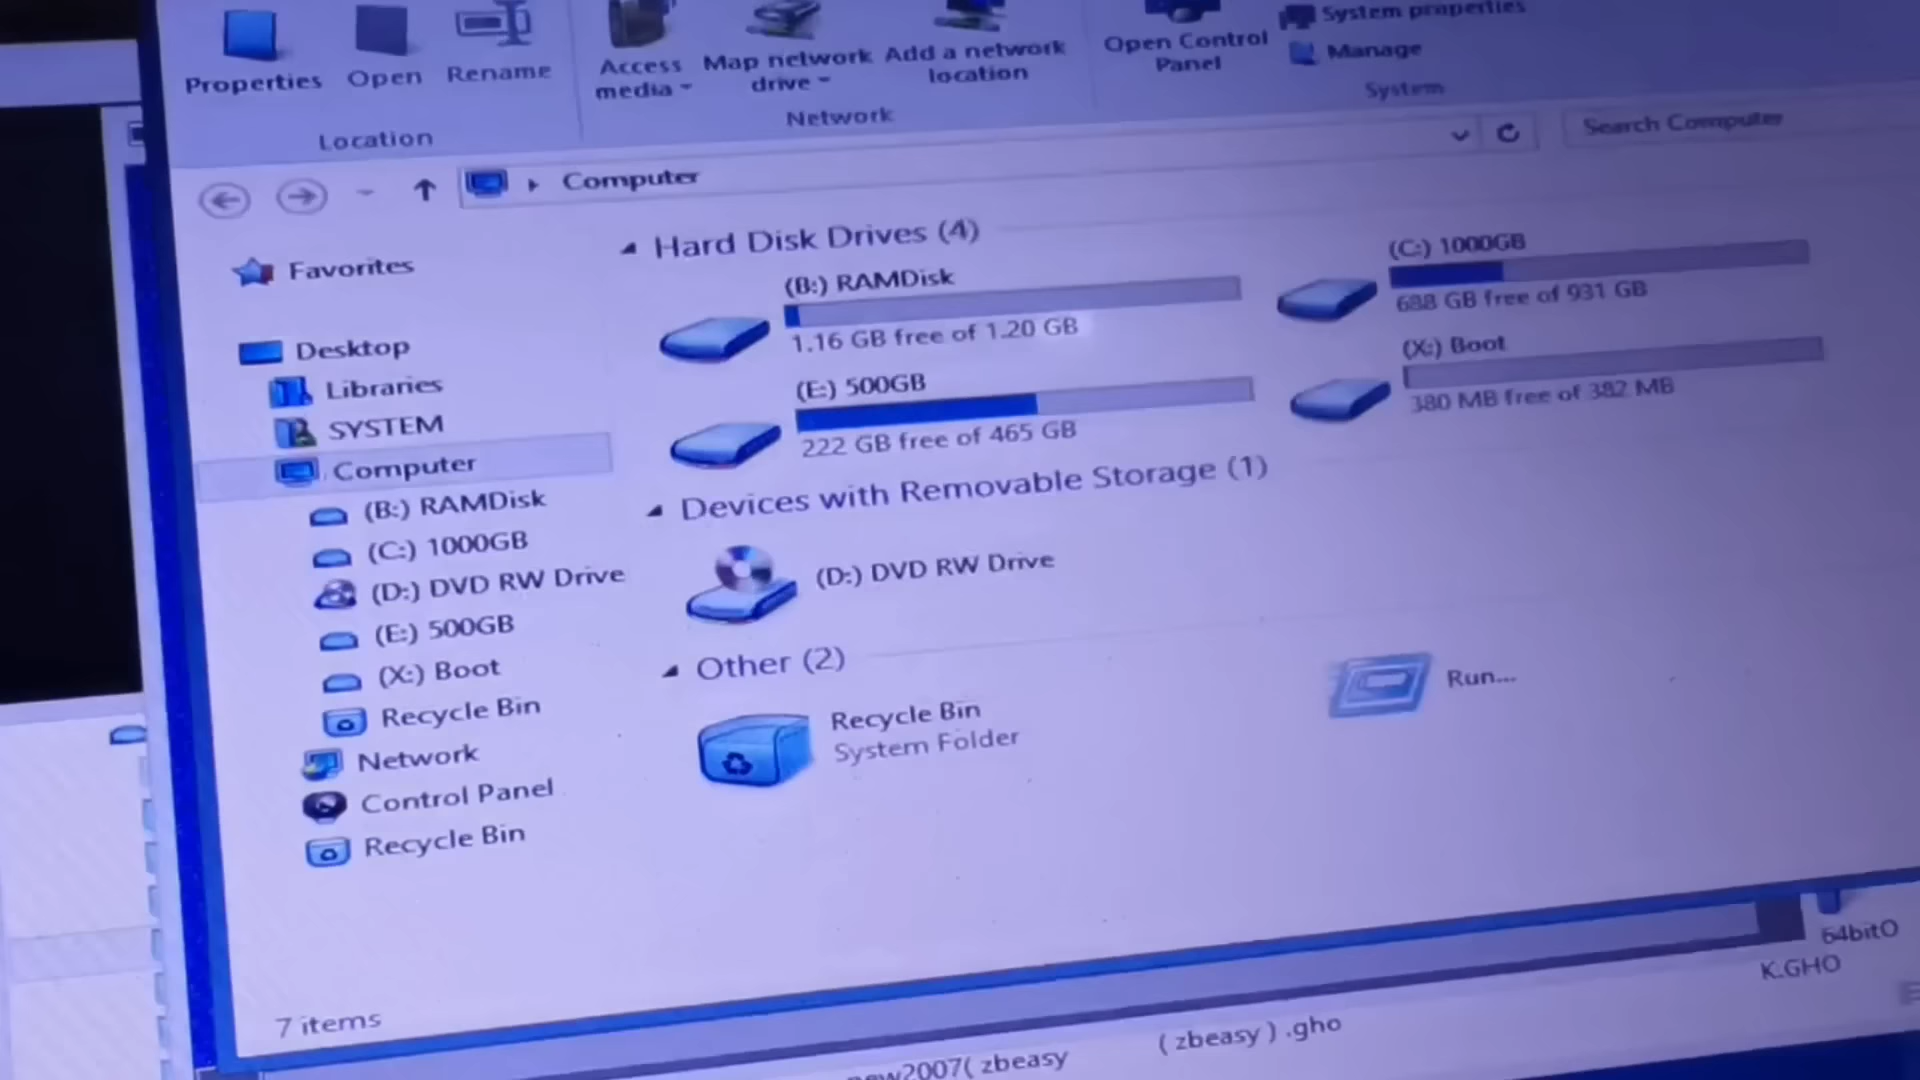 System properties
Properties
Open
Rename
Access media
Map network drive
Add a network location
Open Control Panel
Manage
Location
Network
System
Computer
Search Computer
Favorites
Desktop
Libraries
SYSTEM
Computer
(B:) RAMDisk
(C:) 1000GB
(D:) DVD RW Drive
(E:) 500GB
(X:) Boot
Recycle Bin
Network
Control Panel
Recycle Bin
Hard Disk Drives (4)
(B:) RAMDisk
1.16 GB free of 1.20 GB
(C:) 1000GB
688 GB free of 931 GB
(E:) 500GB
222 GB free of 465 GB
(X:) Boot
380 MB free of 382 MB
Devices with Removable Storage (1)
(D:) DVD RW Drive
Other (2)
Recycle Bin
System Folder
Run...
7 items
64bitO
K.GHO
( zbeasy ) .gho
2007( zbeasy